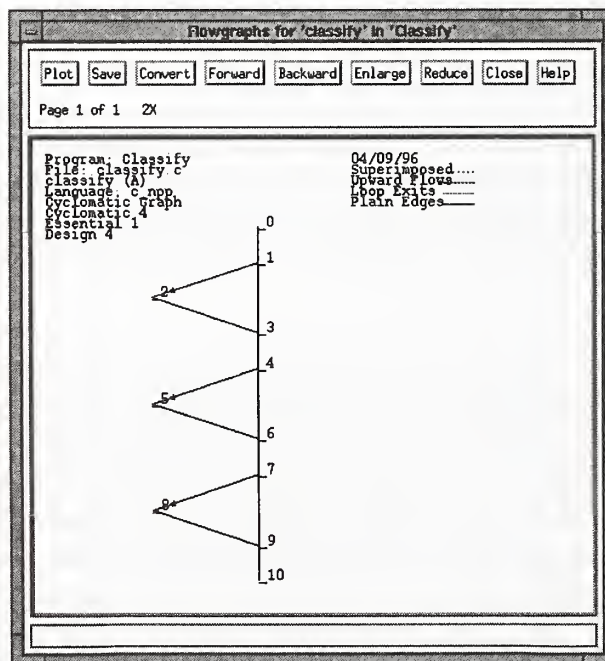 Flowgraphs for 'classify' in 'Classify'
Plot Save Convert Forward Backward Enlarge Reduce Close Help
Page 1 of 1 2X
Program: Classify
File: classify.c
classify (A)
Language: c_npp
Cyclomatic Graph
Cyclomatic 4
Essential 1
Design 4
04/09/96
Superimposed....
Upward Flows
Loop Exits
Plain Edges
0
1
2
3
4
5
6
7
8
9
10